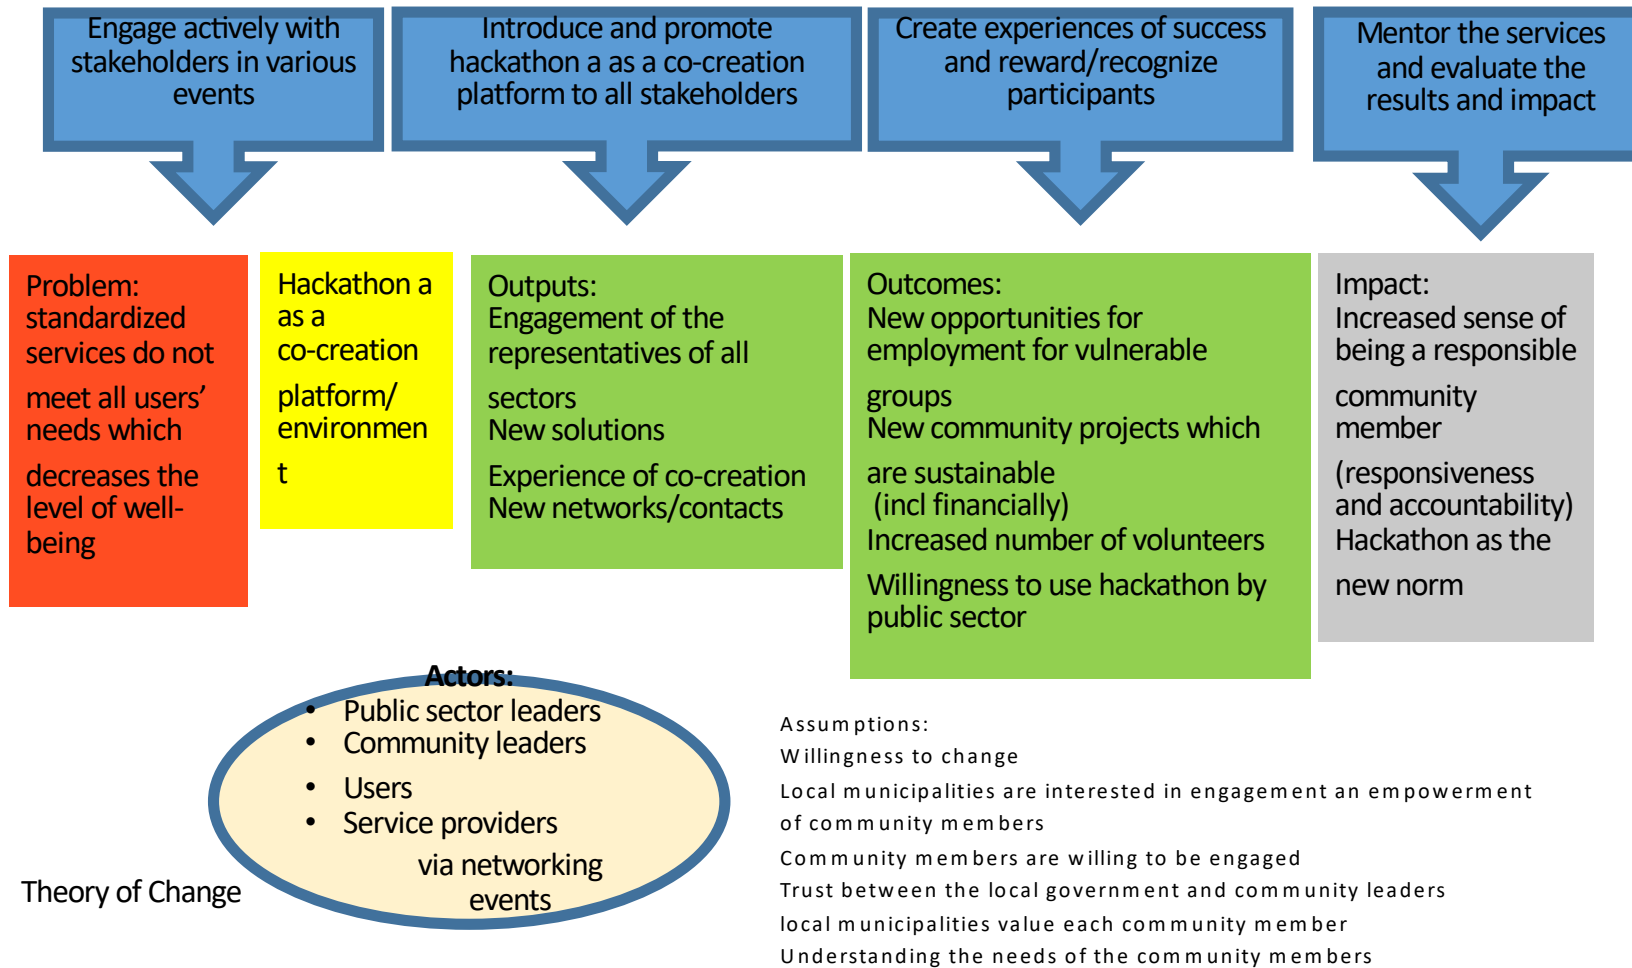 Engage actively with
stakeholders in various
events
Introduce and promote
hackathon a as a co-creation
platform to all stakeholders
Create experiences of success
and reward/recognize
participants
Mentor the services
and evaluate the
results and impact
Problem:
standardized
services do not
meet all users’
needs which
decreases the
level of well-
being
Hackathon a
as a
co-creation
platform/
environmen
t
Outputs:
Engagement of the
representatives of all
sectors
New solutions
Experience of co-creation
New networks/contacts
Outcomes:
New opportunities for
employment for vulnerable
groups
New community projects which
are sustainable
(incl financially)
Increased number of volunteers
Willingness to use hackathon by
public sector
Impact:
Increased sense of
being a responsible
community
member
(responsiveness
and accountability)
Hackathon as the
new norm
Actors:
• Public sector leaders
• Community leaders
• Users
• Service providers
via networking
events
Theory of Change
Assumptions:
Willingness to change
Local municipalities are interested in engagement an empowerment
of community members
Community members are willing to be engaged
Trust between the local government and community leaders
local municipalities value each community member
Understanding the needs of the community members